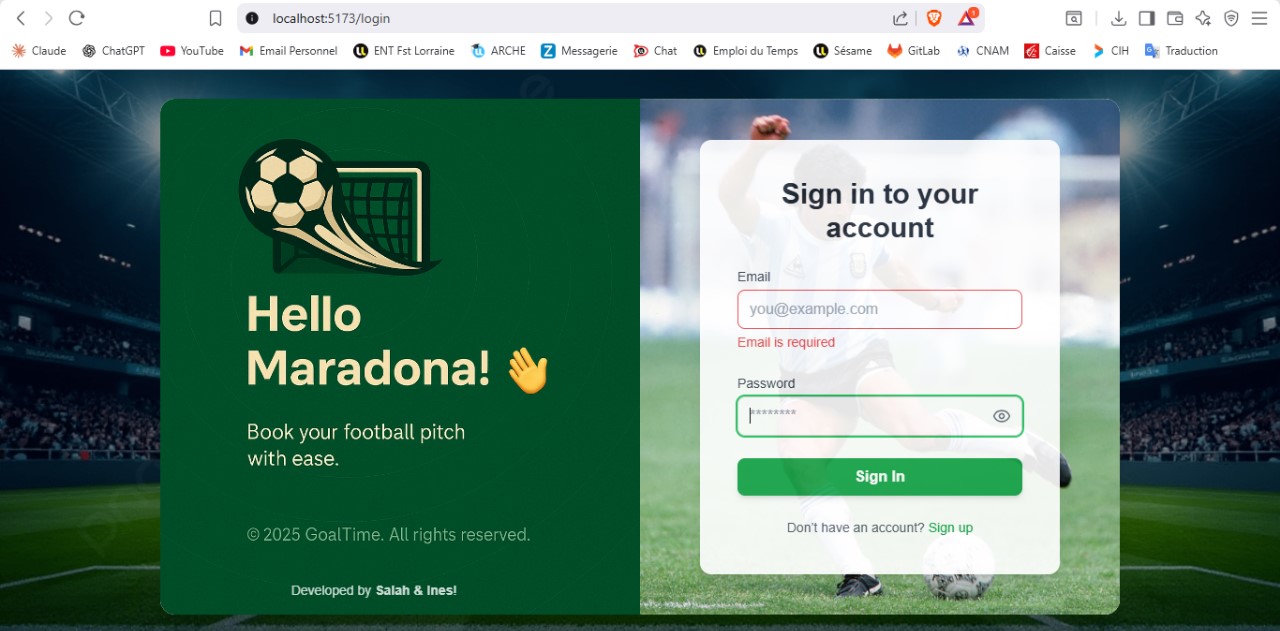 localhost:5173/login
1
Claude ChatGPT YouTube Email Personnel ENT Fst Lorraine ARCHE Messagerie Chat Emploi du Temps Sésame GitLab CNAM Caisse CIH Traduction
Hello
Maradona! 👋
Book your football pitch
with ease.
© 2025 GoalTime. All rights reserved.
Developed by Salah & Ines!
Sign in to your
account
Email
you@example.com
Email is required
Password
********
Sign In
Don't have an account? Sign up